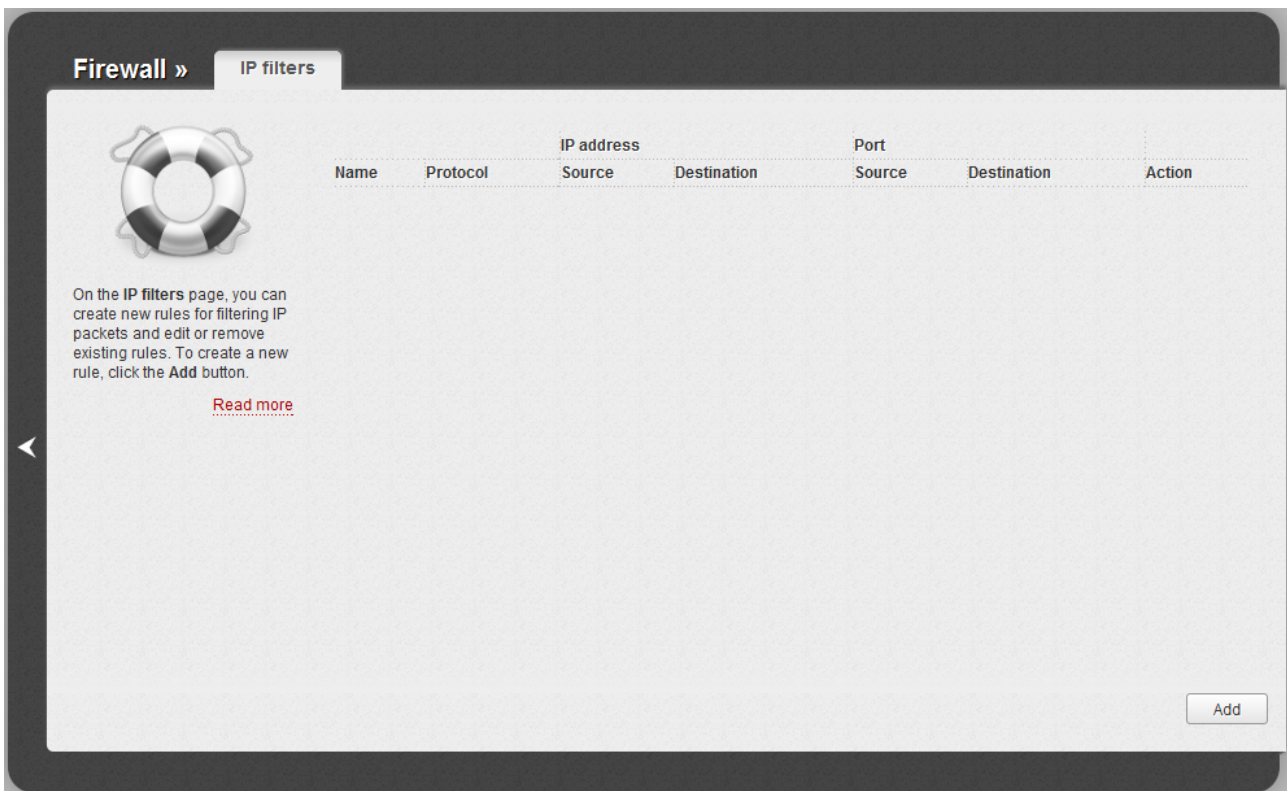 Firewall »
IP filters
IP address Port
Name Protocol Source Destination Source Destination Action
On the IP filters page, you can
create new rules for filtering IP
packets and edit or remove
existing rules. To create a new
rule, click the Add button.
Read more
Add